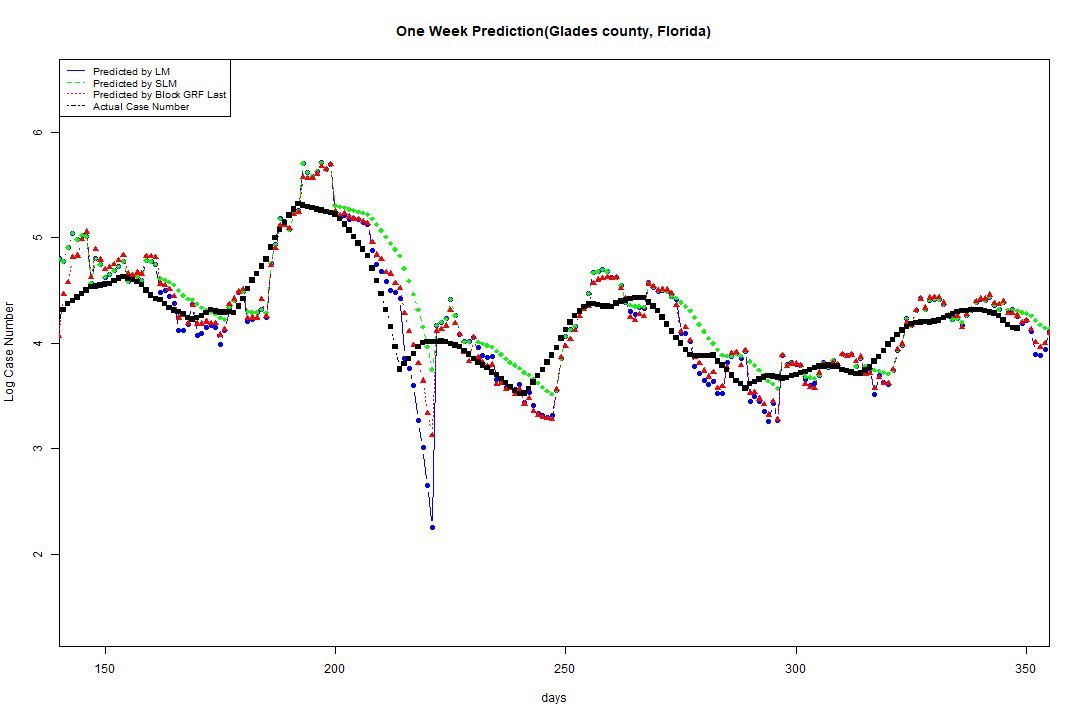 One Week Prediction(Glades county, Florida)
Predicted by LM
Predicted by SLM
Predicted by Block GRF Last
Actual Case Number
6
5
4
3
2
Log Case Number
150 200 250 300 350
days